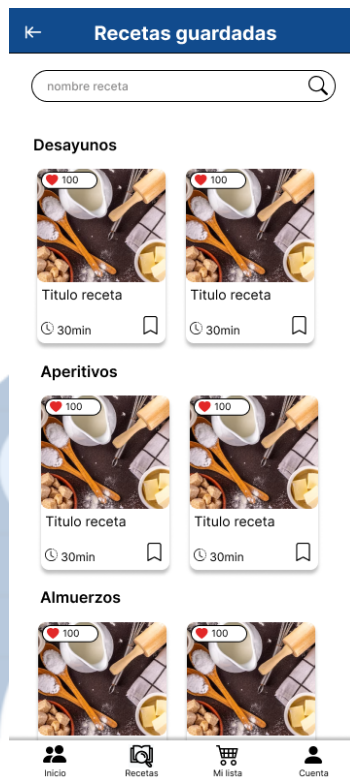 Recetas guardadas
nombre receta
Desayunos
100 100
Titulo receta Titulo receta
30min 30min
Aperitivos
100 100
Titulo receta Titulo receta
30min 30min
Almuerzos
100 100
Inicio Recetas Mi lista Cuenta